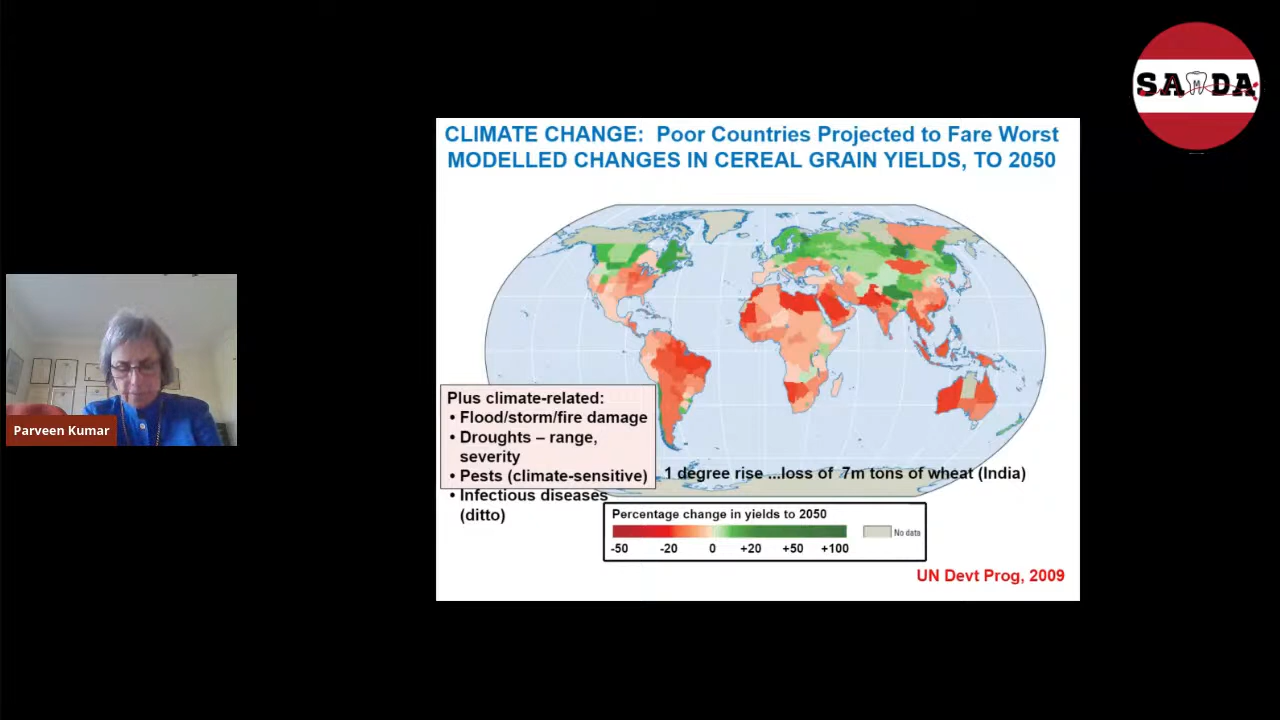 SAMDA
CLIMATE CHANGE: Poor Countries Projected to Fare Worst
MODELLED CHANGES IN CEREAL GRAIN YIELDS, TO 2050
Parveen Kumar
Plus climate-related:
• Flood/storm/fire damage
• Droughts – range,
severity
• Pests (climate-sensitive)
• Infectious diseases
(ditto)
1 degree rise ...loss of 7m tons of wheat (India)
Percentage change in yields to 2050
-50 -20 0 +20 +50 +100
No data
UN Devt Prog, 2009